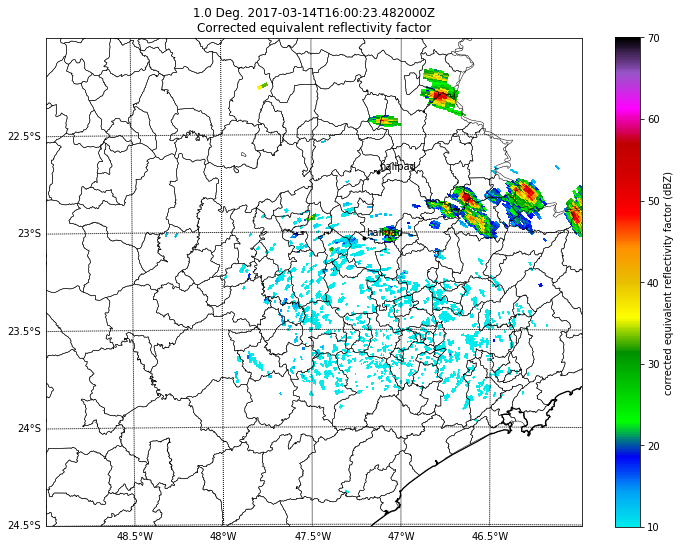 1.0 Deg. 2017-03-14T16:00:23.482000Z
Corrected equivalent reflectivity factor
22.5°S
23°S
23.5°S
24°S
24.5°S
hailpad
hailpad
48.5°W
48°W
47.5°W
47°W
46.5°W
70
60
50
40
30
20
10
corrected equivalent reflectivity factor (dBZ)